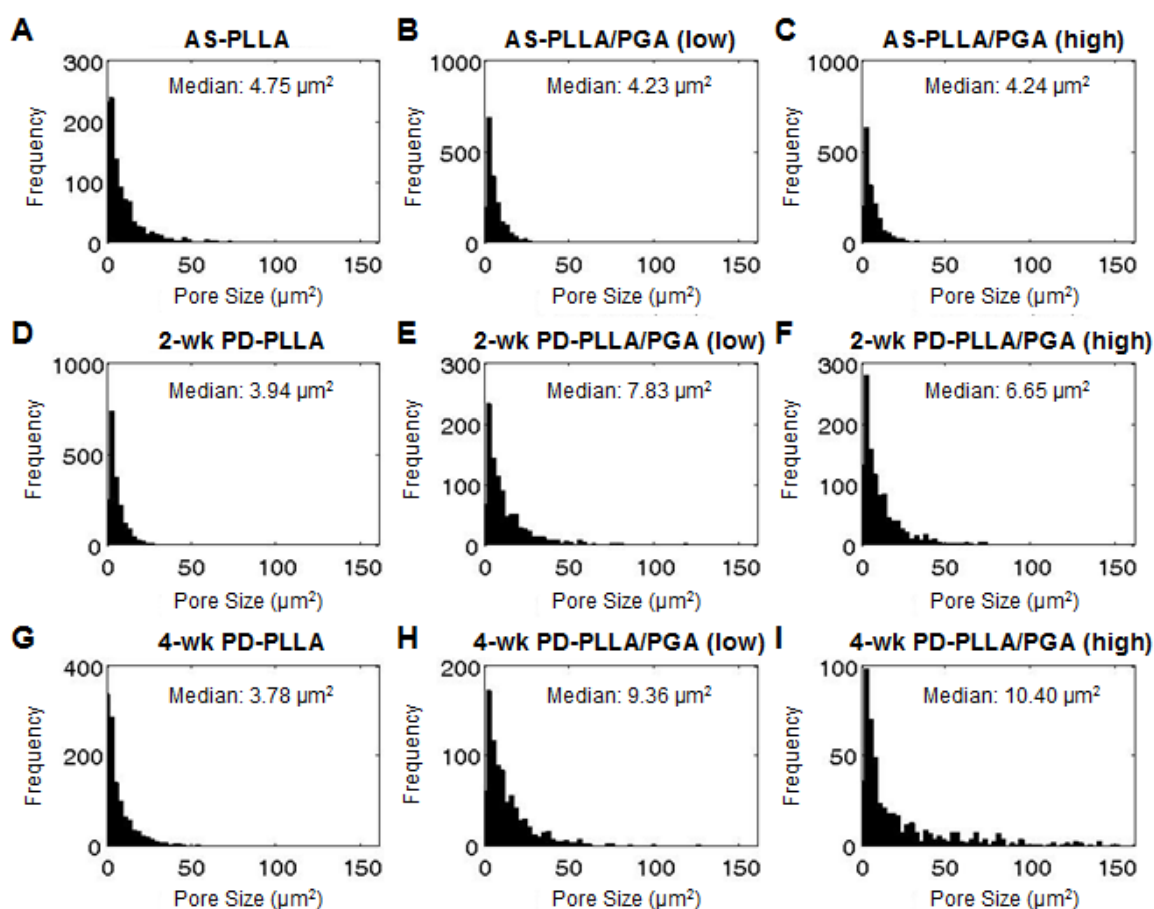 A
AS-PLLA
Median: 4.75 µm²
Frequency
300
200
100
0
0 50 100 150
Pore Size (µm²)
B
AS-PLLA/PGA (low)
Median: 4.23 µm²
Frequency
1000
500
0
0 50 100 150
Pore Size (µm²)
C
AS-PLLA/PGA (high)
Median: 4.24 µm²
Frequency
1000
500
0
0 50 100 150
Pore Size (µm²)
D
2-wk PD-PLLA
Median: 3.94 µm²
Frequency
1000
500
0
0 50 100 150
Pore Size (µm²)
E
2-wk PD-PLLA/PGA (low)
Median: 7.83 µm²
Frequency
300
200
100
0
0 50 100 150
Pore Size (µm²)
F
2-wk PD-PLLA/PGA (high)
Median: 6.65 µm²
Frequency
300
200
100
0
0 50 100 150
Pore Size (µm²)
G
4-wk PD-PLLA
Median: 3.78 µm²
Frequency
400
200
0
0 50 100 150
Pore Size (µm²)
H
4-wk PD-PLLA/PGA (low)
Median: 9.36 µm²
Frequency
200
100
0
0 50 100 150
Pore Size (µm²)
I
4-wk PD-PLLA/PGA (high)
Median: 10.40 µm²
Frequency
100
50
0
0 50 100 150
Pore Size (µm²)